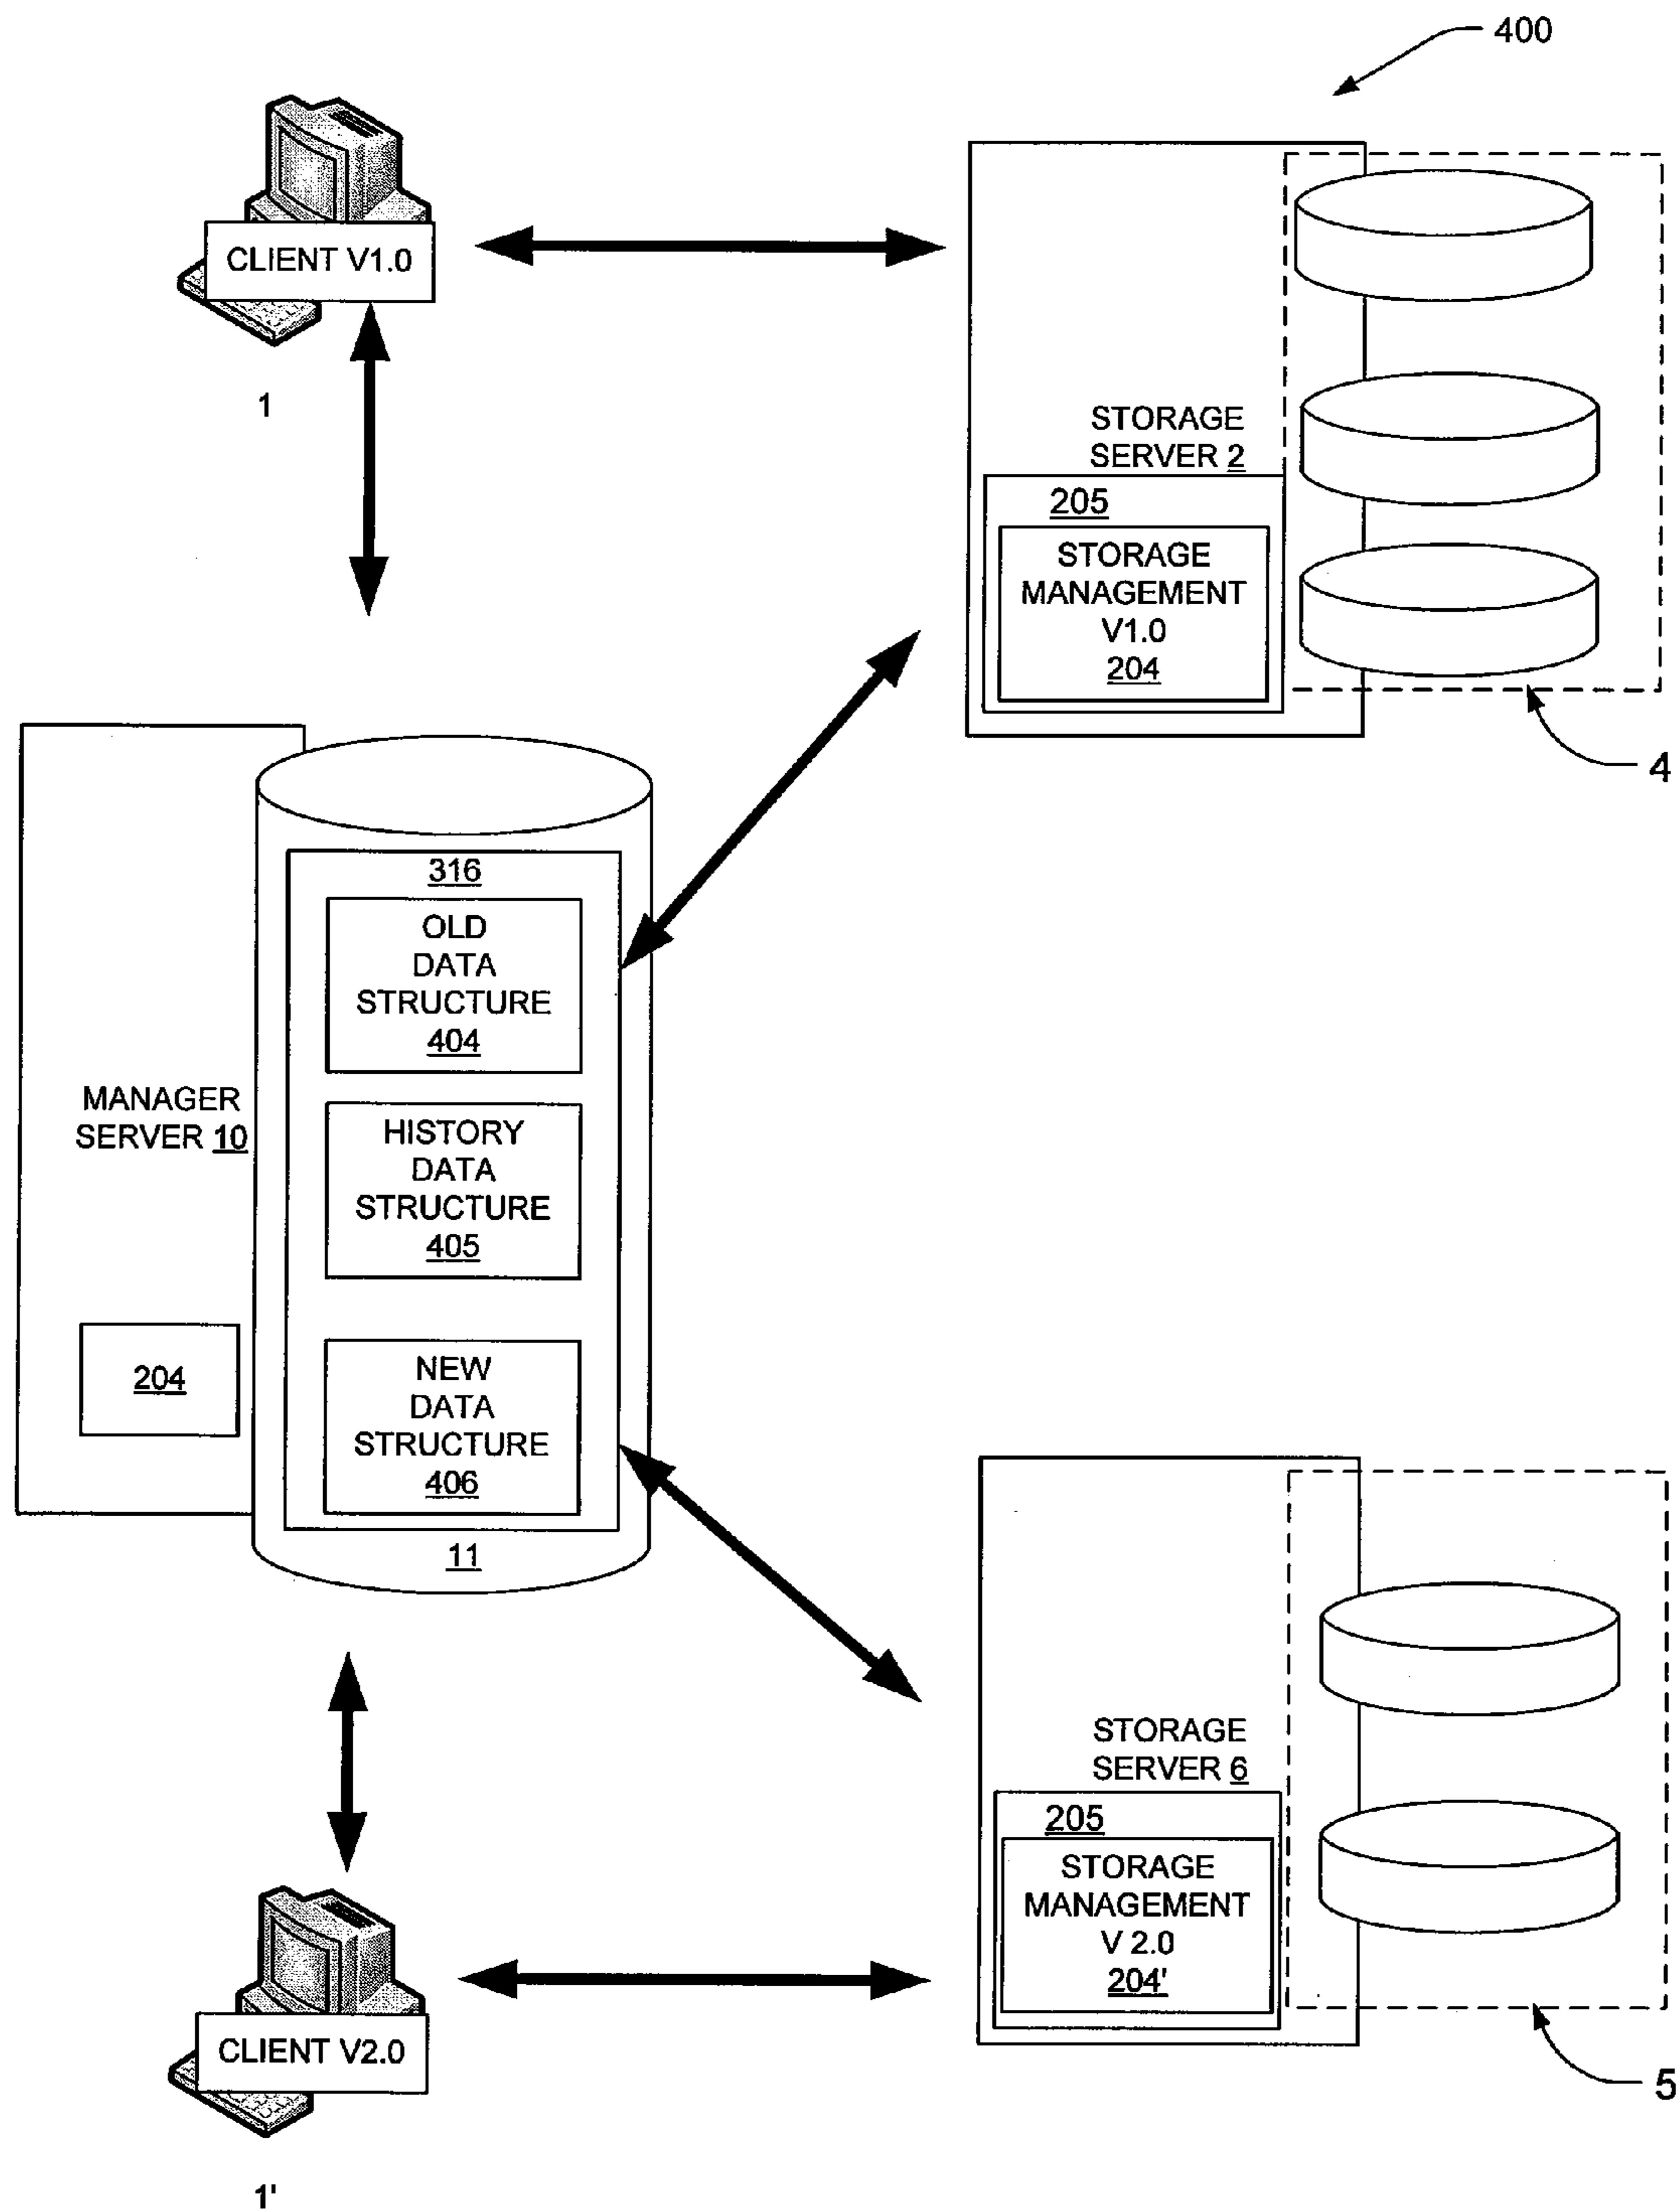 400
CLIENT V1.0
1
STORAGE
SERVER 2
205
STORAGE
MANAGEMENT
V1.0
204
4
316
OLD
DATA
STRUCTURE
404
MANAGER
SERVER 10
HISTORY
DATA
STRUCTURE
405
204
NEW
DATA
STRUCTURE
406
11
STORAGE
SERVER 6
205
STORAGE
MANAGEMENT
V 2.0
204'
5
CLIENT V2.0
1'